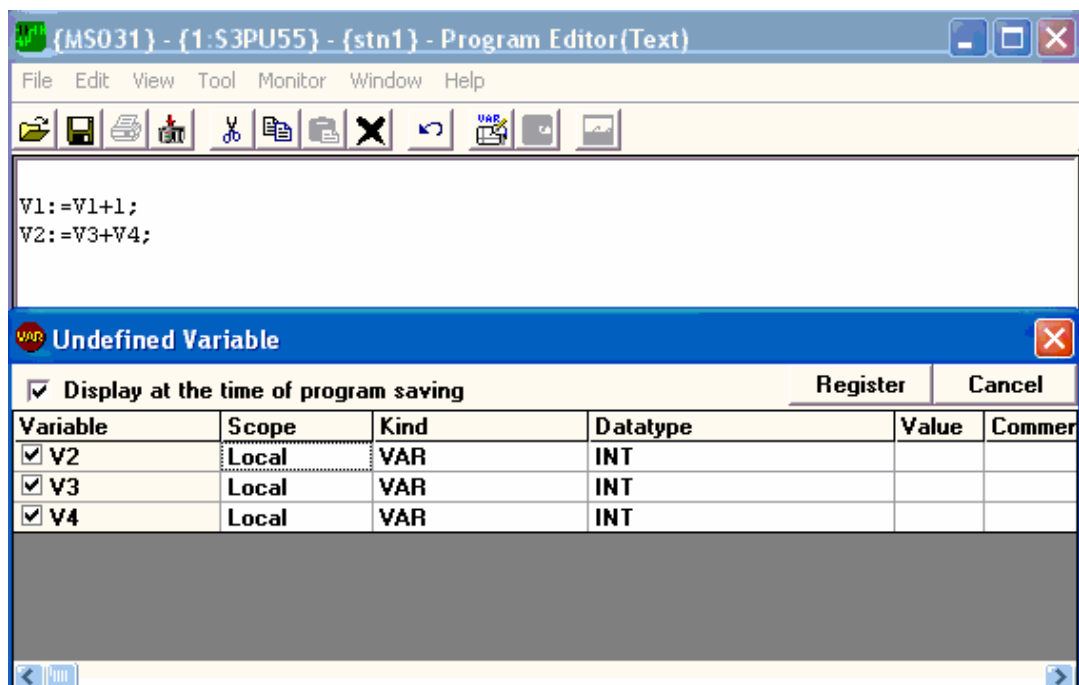 {MS031} - {1:S3PU55} - {stn1} - Program Editor(Text)
File Edit View Tool Monitor Window Help
VAR
V1:=V1+1;
V2:=V3+V4;
VAR Undefined Variable
Display at the time of program saving Register Cancel
Variable Scope Kind Datatype Value Commer
V2 Local VAR INT
V3 Local VAR INT
V4 Local VAR INT